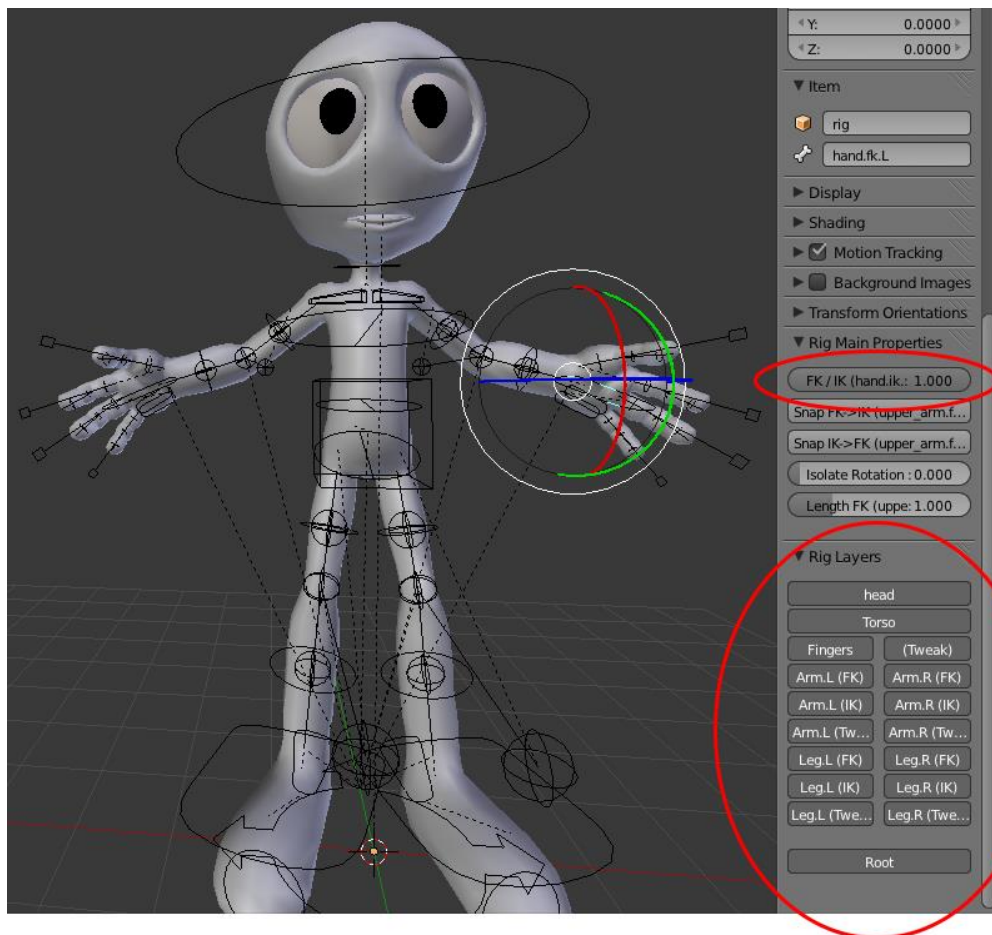 Y: 0.0000
Z: 0.0000
Item
rig
hand.fk.L
Display
Shading
Motion Tracking
Background Images
Transform Orientations
Rig Main Properties
FK / IK (hand.ik.: 1.000
Snap FK->IK (upper_arm.f...
Snap IK->FK (upper_arm.f...
Isolate Rotation : 0.000
Length FK (uppe: 1.000
Rig Layers
head
Torso
Fingers (Tweak)
Arm.L (FK) Arm.R (FK)
Arm.L (IK) Arm.R (IK)
Arm.L (Tw... Arm.R (Tw...
Leg.L (FK) Leg.R (FK)
Leg.L (IK) Leg.R (IK)
Leg.L (Twe... Leg.R (Twe...
Root